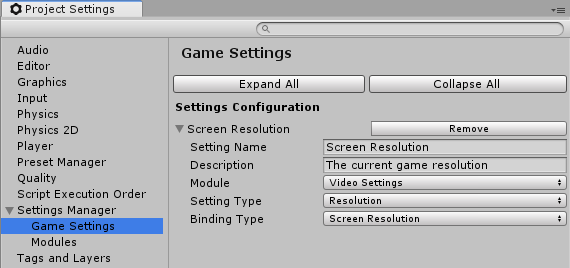 Project Settings
Audio
Editor
Graphics
Input
Physics
Physics 2D
Player
Preset Manager
Quality
Script Execution Order
Settings Manager
Game Settings
Modules
Tags and Layers
Game Settings
Expand All
Collapse All
Settings Configuration
Screen Resolution
Remove
Setting Name
Screen Resolution
Description
The current game resolution
Module
Video Settings
Setting Type
Resolution
Binding Type
Screen Resolution